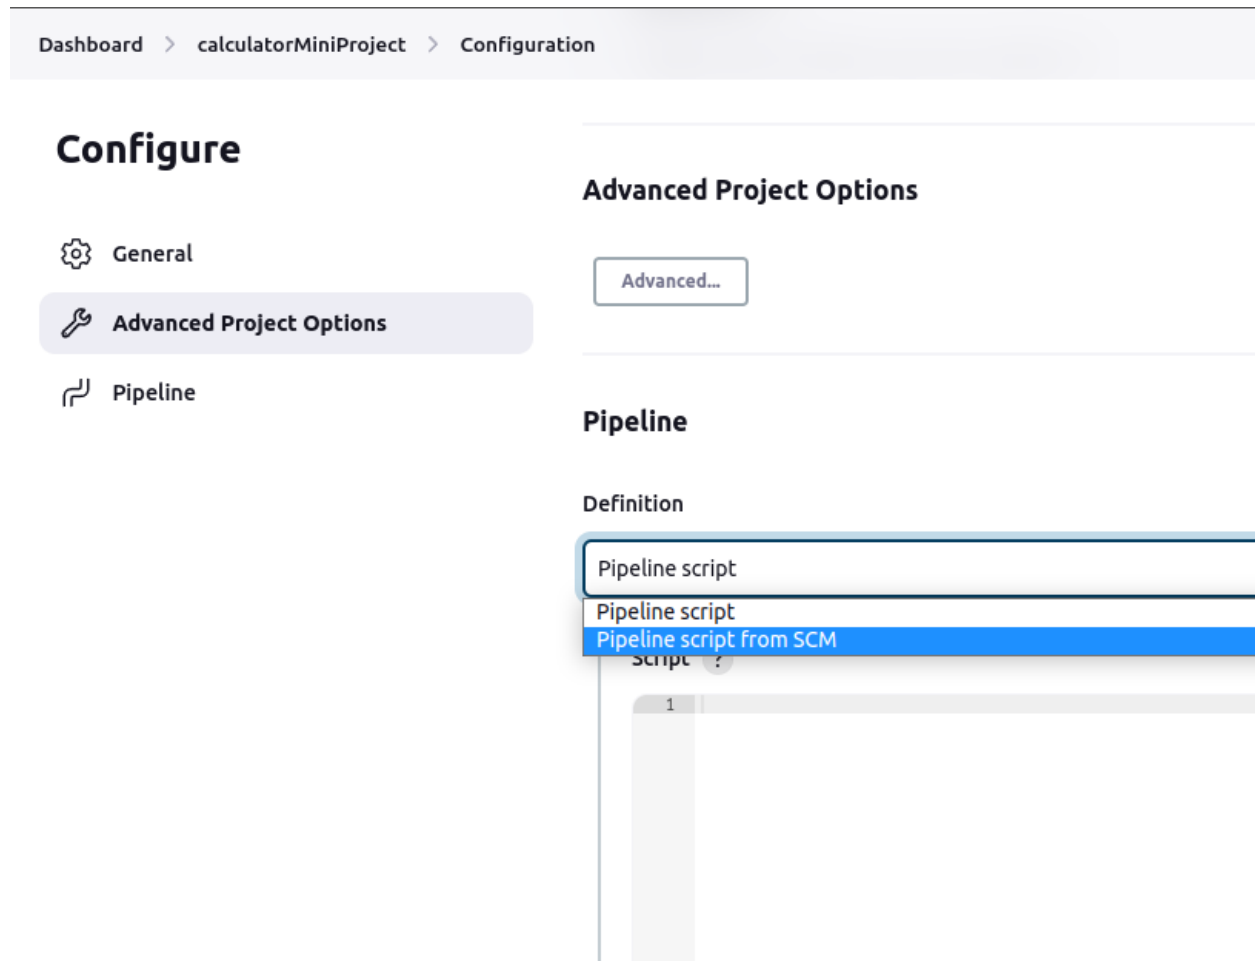 Dashboard > calculatorMiniProject > Configuration
Configure
General
Advanced Project Options
Pipeline
Advanced Project Options
Advanced...
Pipeline
Definition
Pipeline script
Pipeline script
Pipeline script from SCM
Script ?
1